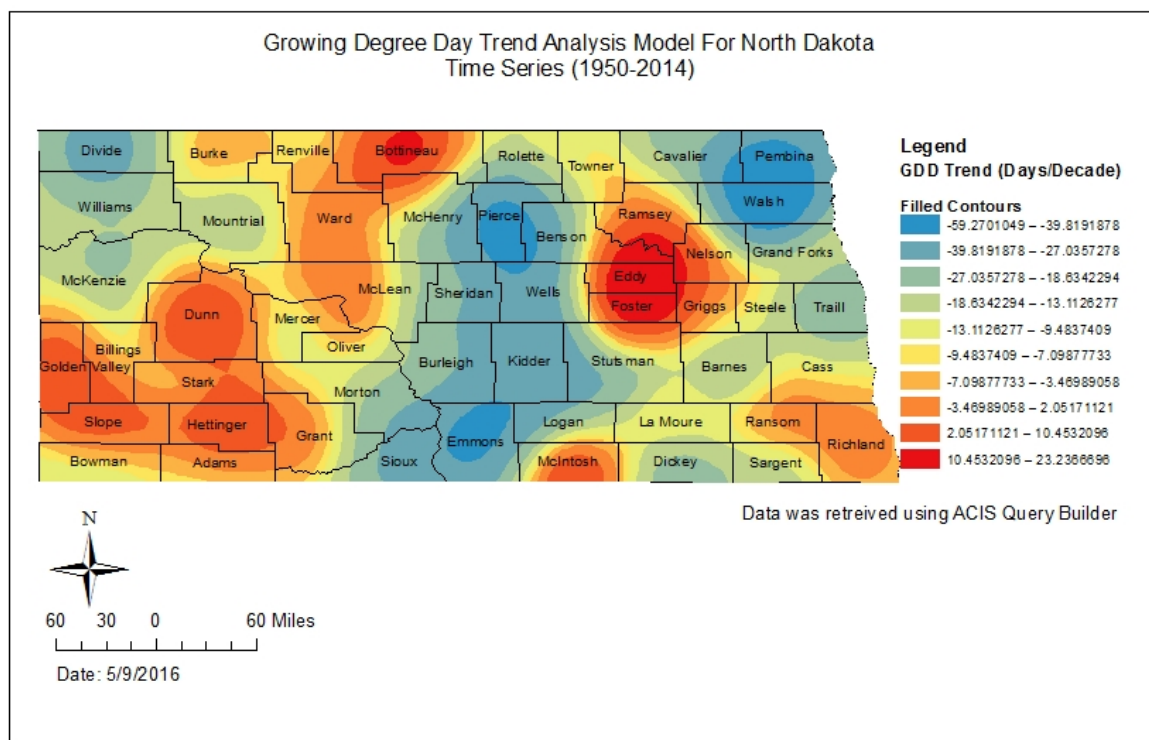 Growing Degree Day Trend Analysis Model For North Dakota
Time Series (1950-2014)
Divide
Burke
Renville
Bottineau
Rolette
Towner
Cavalier
Pembina
Williams
Mountrial
Ward
McHenry
Pierce
Benson
Ramsey
Walsh
McKenzie
McLean
Sheridan
Wells
Eddy
Nelson
Grand Forks
Dunn
Mercer
Foster
Griggs
Steele
Traill
Golden
Valley
Billings
Oliver
Burleigh
Kidder
Stutsman
Barnes
Cass
Stark
Morton
Slope
Hettinger
Grant
Emmons
Logan
La Moure
Ransom
Richland
Bowman
Adams
Sioux
McIntosh
Dickey
Sargent
Legend
GDD Trend (Days/Decade)
Filled Contours
-59.2701049 – -39.8191878
-39.8191878 – -27.0357278
-27.0357278 – -18.6342294
-18.6342294 – -13.1126277
-13.1126277 – -9.4837409
-9.4837409 – -7.09877733
-7.09877733 – -3.46989058
-3.46989058 – 2.05171121
2.05171121 – 10.4532096
10.4532096 – 23.2366696
Data was retreived using ACIS Query Builder
N
60 30 0 60 Miles
Date: 5/9/2016